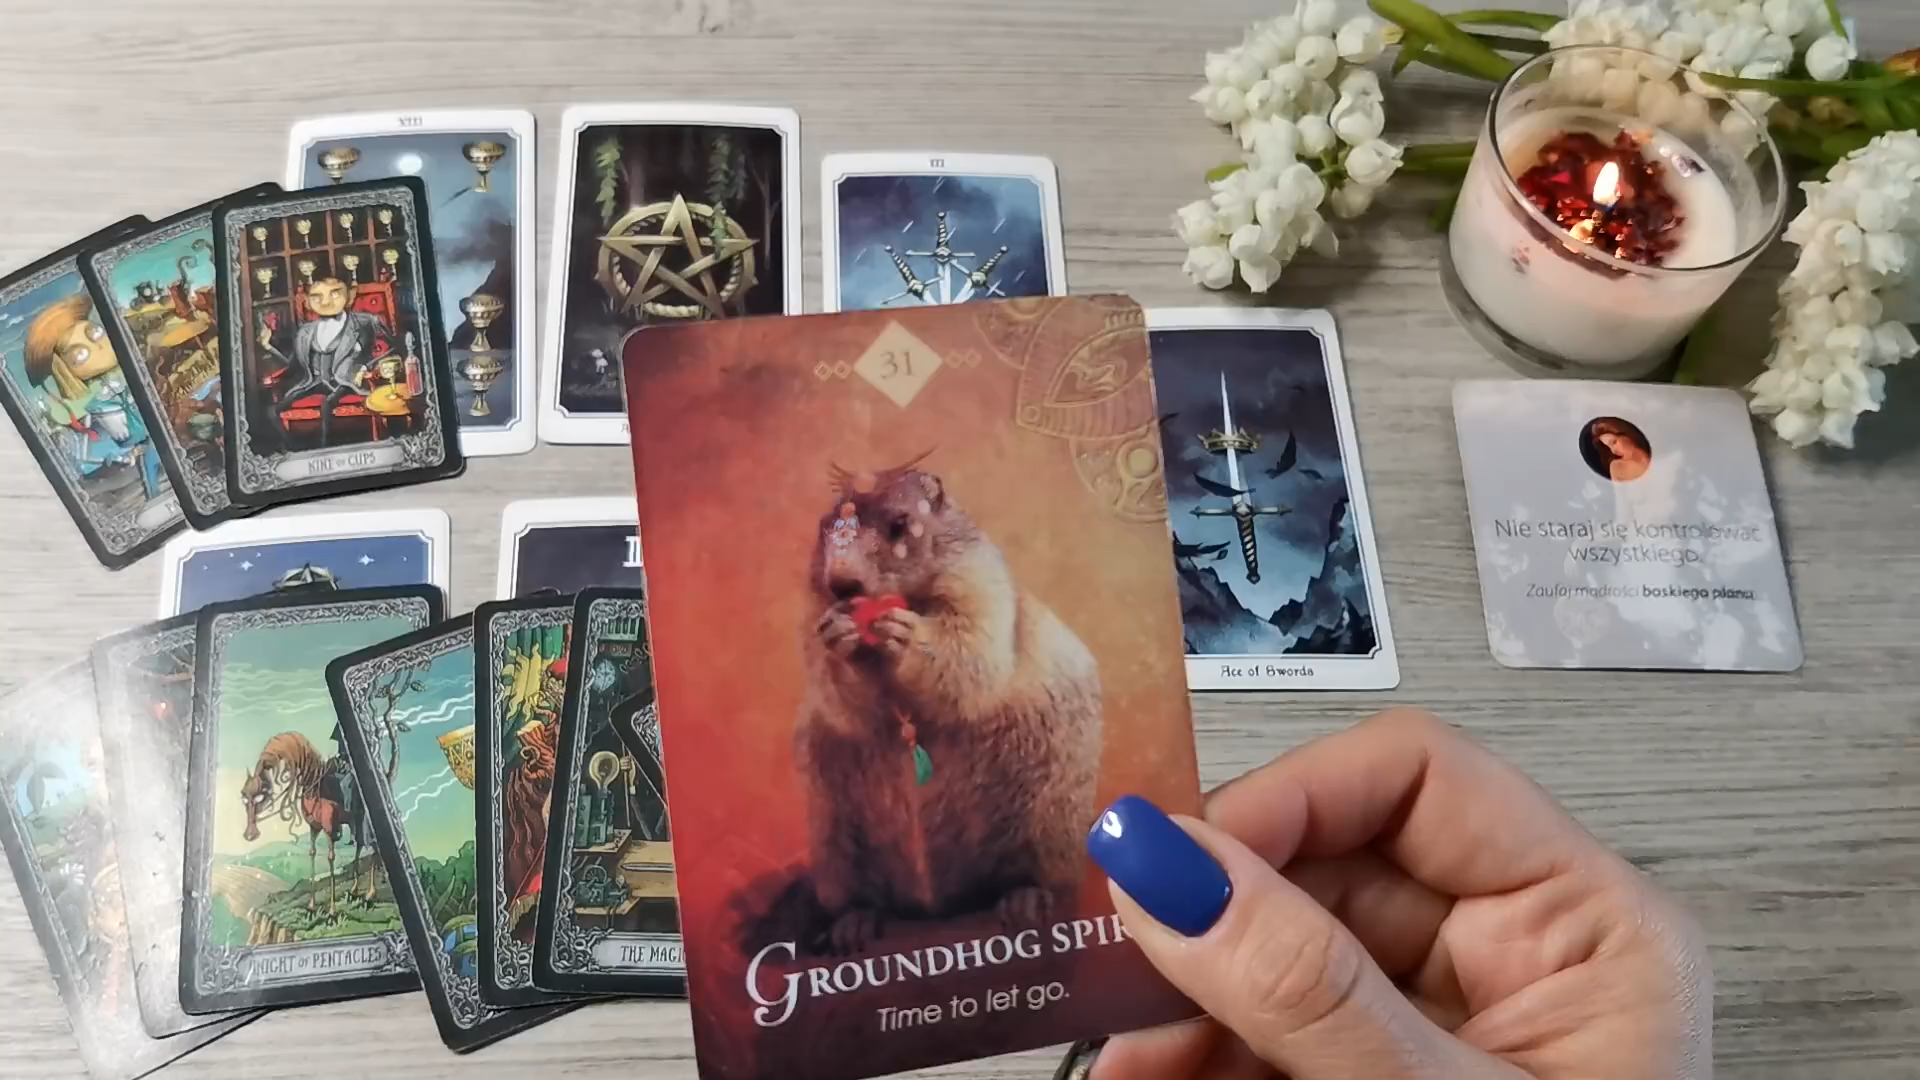 XIII
III
31
NINE OF CUPS
Ace of Swords
Nie staraj się kontrolować
wszystkiego.
Zaufaj mądrości boskiego planu.
KNIGHT OF PENTACLES
THE MAGIC
GROUNDHOG SPIR
Time to let go.